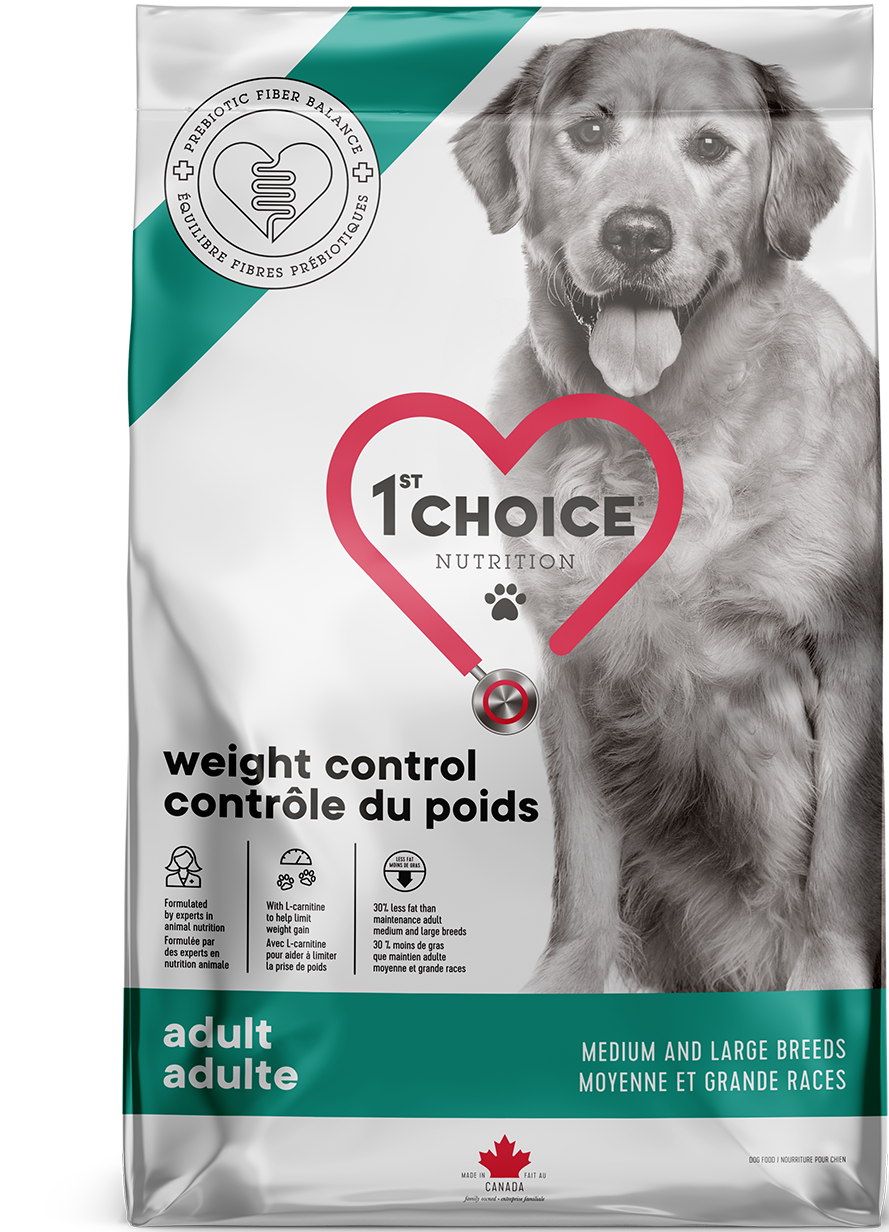 PREBIOTIC FIBER BALANCE
ÉQUILIBRE FIBRES PRÉBIOTIQUES
1ST CHOICE
NUTRITION
weight control
contrôle du poids
Formulated
by experts in
animal nutrition
Formulée par
des experts en
nutrition animale
With L-carnitine
to help limit
weight gain
Avec L-carnitine
pour aider à limiter
la prise de poids
LESS FAT
MOINS DE GRAS
30% less fat than
maintenance adult
medium and large breeds
30 % moins de gras
que maintien adulte
moyenne et grande races
adult
adulte
MEDIUM AND LARGE BREEDS
MOYENNE ET GRANDE RACES
MADE IN FAIT AU
CANADA
family owned • entreprise familiale
DOG FOOD / NOURRITURE POUR CHIEN